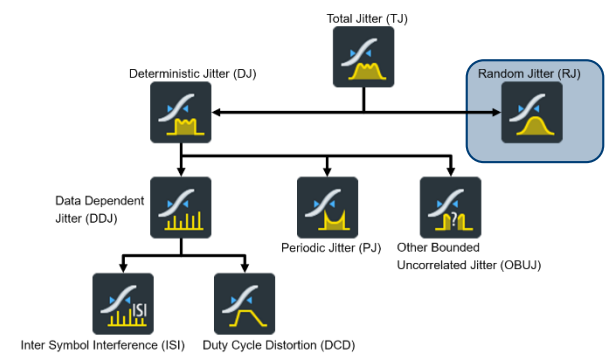 Total Jitter (TJ)
Deterministic Jitter (DJ)
Random Jitter (RJ)
Data Dependent
Jitter (DDJ)
?
Periodic Jitter (PJ)
Other Bounded
Uncorrelated Jitter (OBUJ)
ISI
Inter Symbol Interference (ISI)
Duty Cycle Distortion (DCD)